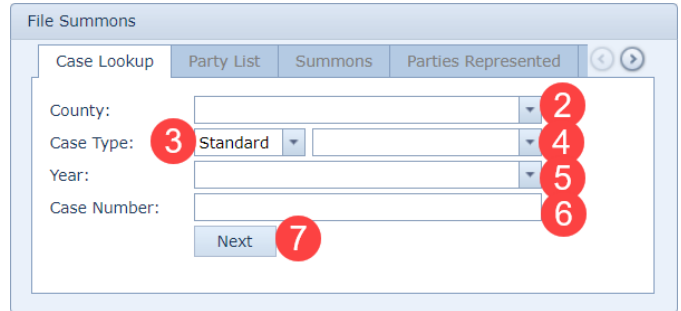 File Summons
Case Lookup Party List Summons Parties Represented
County: 2
Case Type: 3 Standard 4
Year: 5
Case Number: 6
Next 7